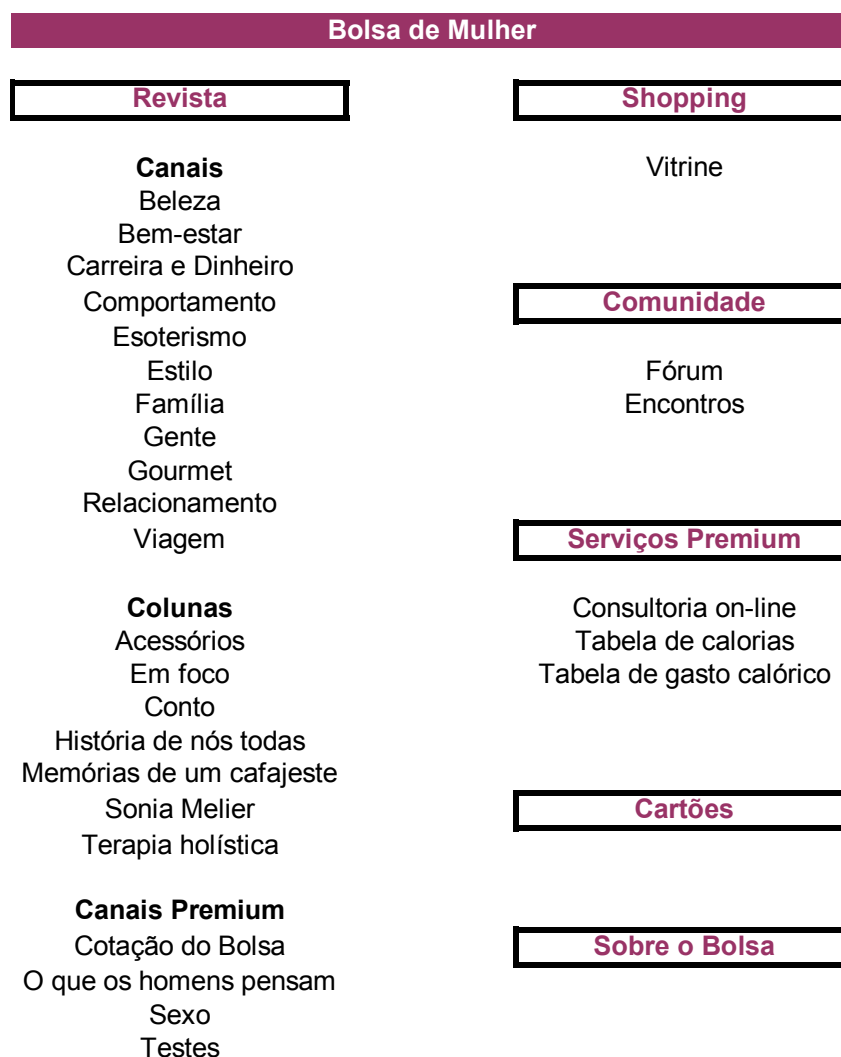 Bolsa de Mulher
Revista
Canais
Beleza
Bem-estar
Carreira e Dinheiro
Comportamento
Esoterismo
Estilo
Família
Gente
Gourmet
Relacionamento
Viagem
Colunas
Acessórios
Em foco
Conto
História de nós todas
Memórias de um cafajeste
Sonia Melier
Terapia holística
Canais Premium
Cotação do Bolsa
O que os homens pensam
Sexo
Testes
Shopping
Vitrine
Comunidade
Fórum
Encontros
Serviços Premium
Consultoria on-line
Tabela de calorias
Tabela de gasto calórico
Cartões
Sobre o Bolsa